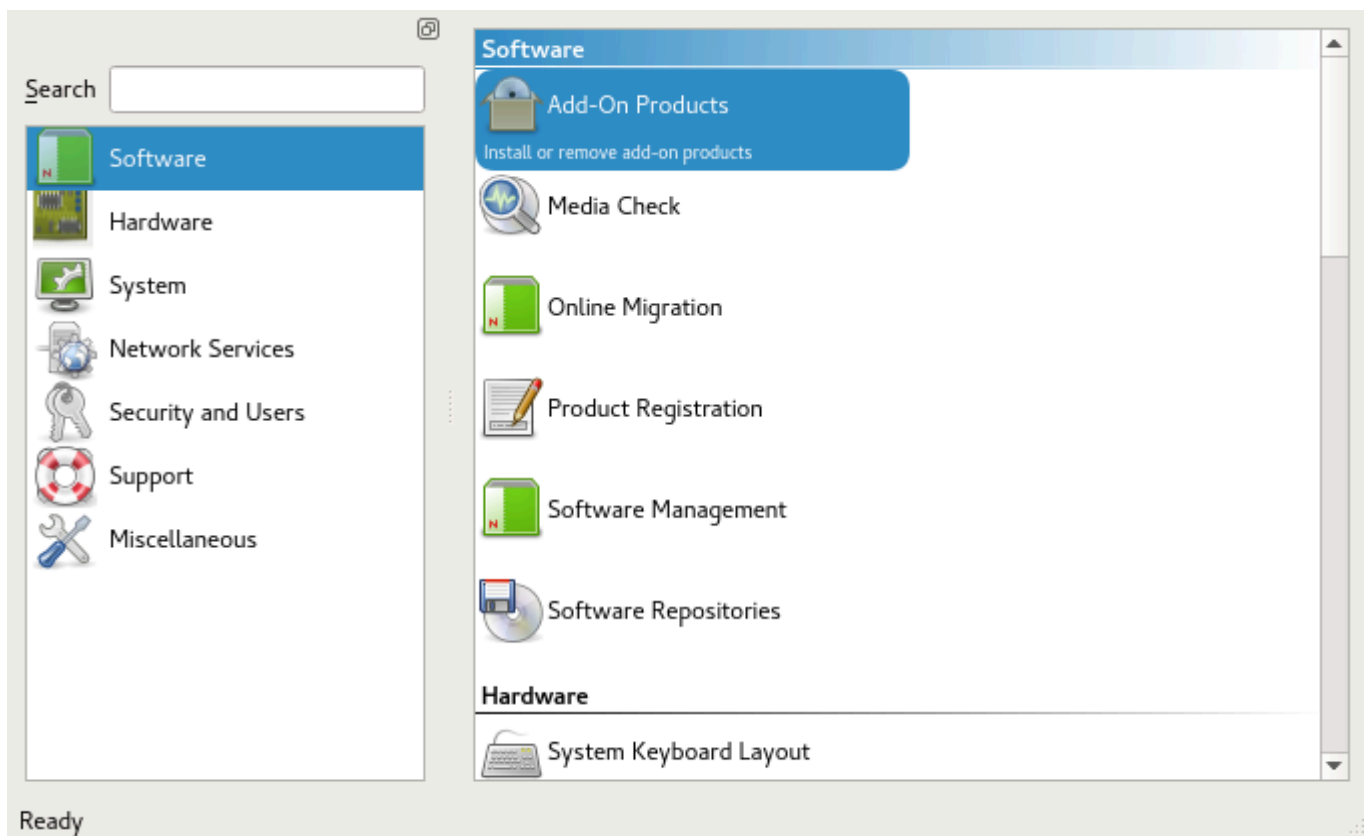 Search
Software
Hardware
System
Network Services
Security and Users
Support
Miscellaneous
Software
Add-On Products
Install or remove add-on products
Media Check
Online Migration
Product Registration
Software Management
Software Repositories
Hardware
System Keyboard Layout
Ready